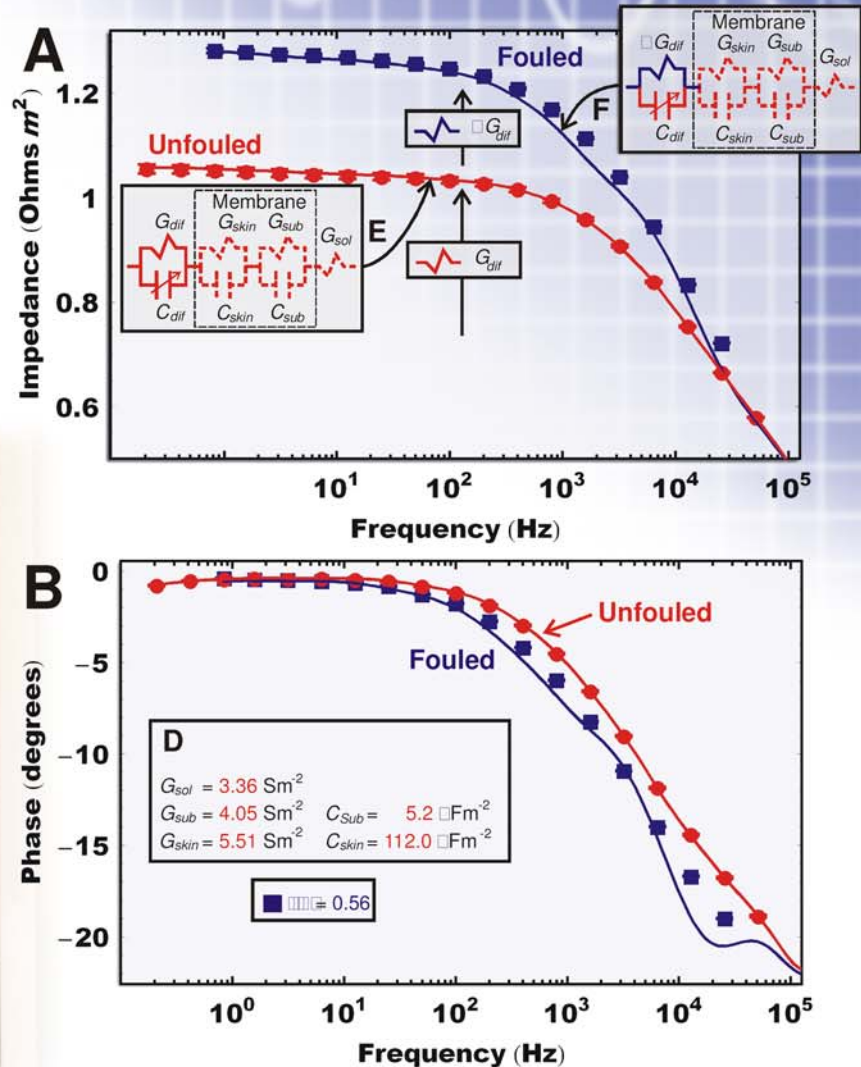 A
Impedance (Ohms m²)
1.2
1
0.8
0.6
10¹ 10² 10³ 10⁴ 10⁵
Frequency (Hz)
Fouled
Unfouled
Membrane
G_dif G_skin G_sub G_sol
C_dif C_skin C_sub
E
G_dif
G_dif
F
Membrane
G_dif G_skin G_sub G_sol
C_dif C_skin C_sub
B
Phase (degrees)
0
−5
−10
−15
−20
10⁰ 10¹ 10² 10³ 10⁴ 10⁵
Frequency (Hz)
Unfouled
Fouled
D
G_sol = 3.36 Sm⁻²
G_sub = 4.05 Sm⁻² C_Sub = 5.2 □Fm⁻²
G_skin = 5.51 Sm⁻² C_skin = 112.0 □Fm⁻²
= 0.56